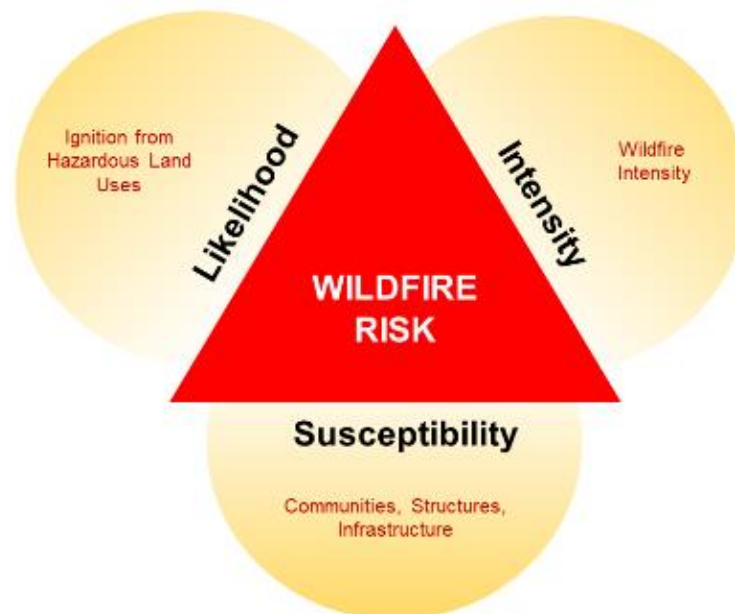 Ignition from
Hazardous Land
Uses
Likelihood
Intensity
Wildfire
Intensity
WILDFIRE
RISK
Susceptibility
Communities, Structures,
Infrastructure